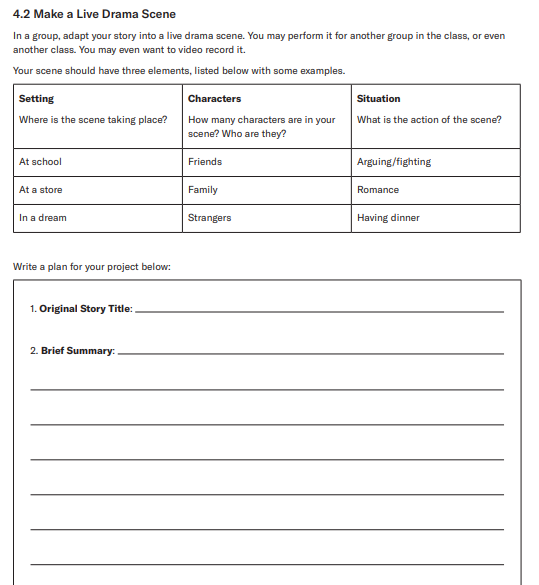 4.2 Make a Live Drama Scene
In a group, adapt your story into a live drama scene. You may perform it for another group in the class, or even
another class. You may even want to video record it.
Your scene should have three elements, listed below with some examples.
Setting
Where is the scene taking place?
Characters
How many characters are in your
scene? Who are they?
Situation
What is the action of the scene?
At school
Friends
Arguing/fighting
At a store
Family
Romance
In a dream
Strangers
Having dinner
Write a plan for your project below:
1. Original Story Title:
2. Brief Summary: